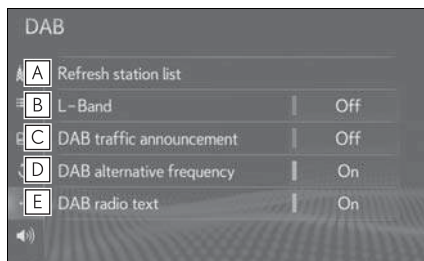 DAB
A Refresh station list
B L-Band Off
C DAB traffic announcement Off
D DAB alternative frequency On
E DAB radio text On